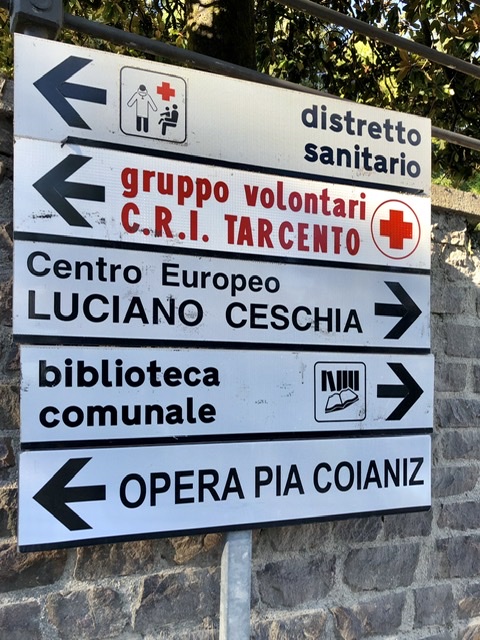 distretto
sanitario
gruppo volontari
C.R.I. TARCENTO
Centro Europeo
LUCIANO CESCHIA
biblioteca
comunale
OPERA PIA COIANIZ